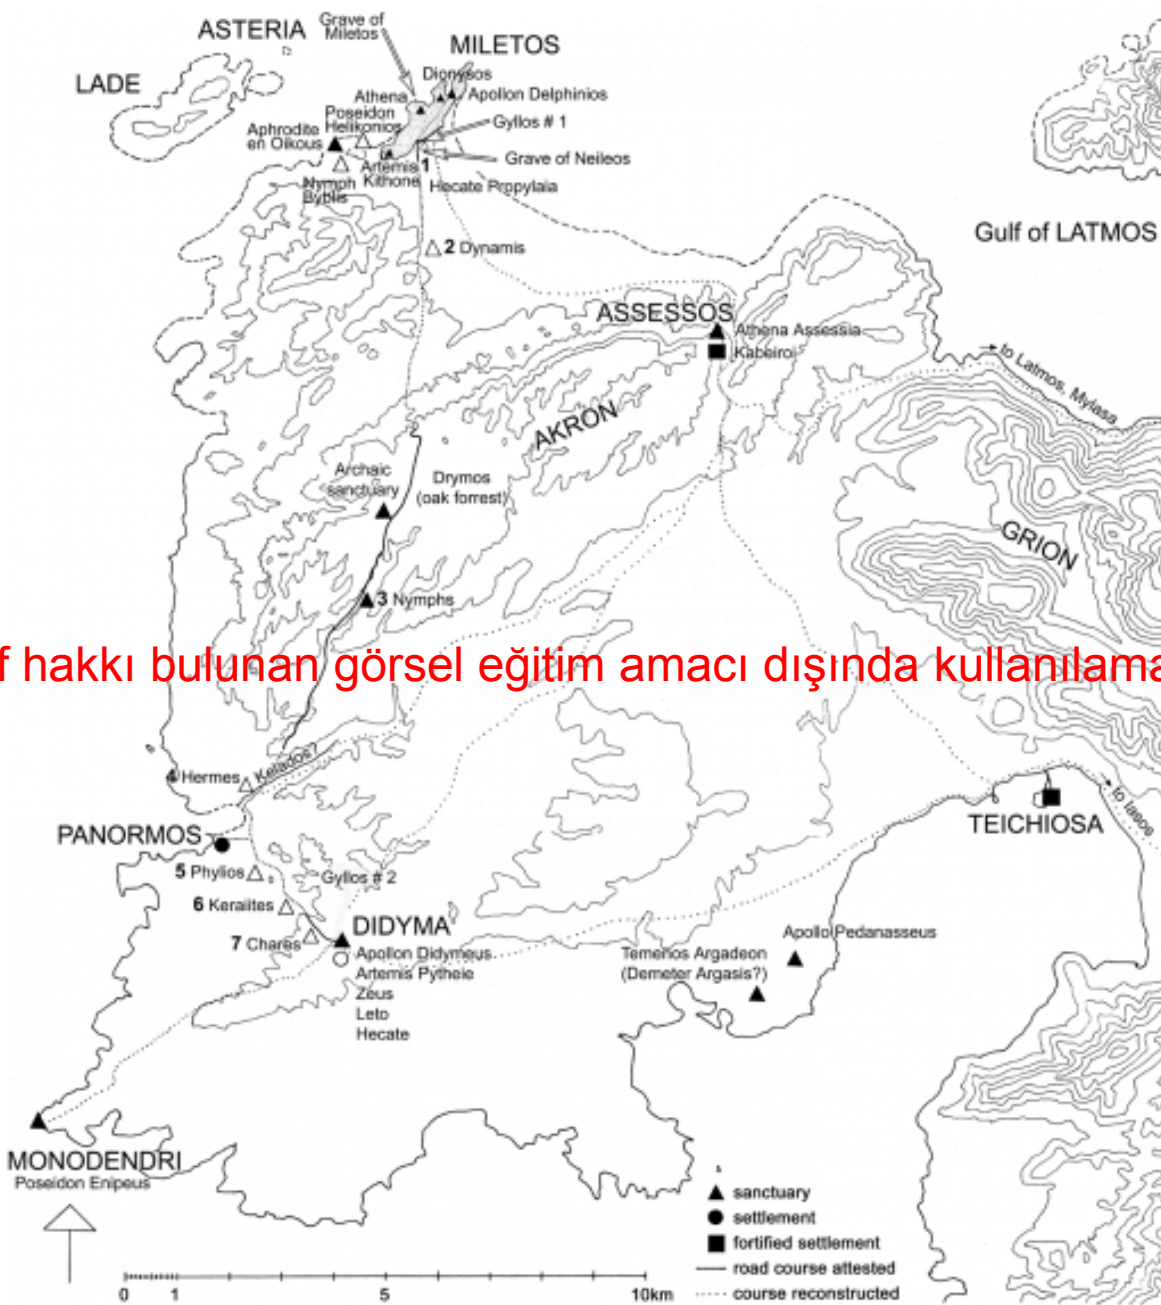 ASTERIA
Grave of
Miletos
MILETOS
LADE
Dionysos
Athena
Apollon Delphinios
Poseidon
Helikonios
Gyllos # 1
Aphrodite
en Oikous
Artemis
Kithone
1
Grave of Neileos
Nymph
Byblis
Hecate Propylaia
Gulf of LATMOS
2 Dynamis
ASSESSOS
Athena Assessia
Kabeiroi
to Latmos, Mylasa
AKRON
Archaic
sanctuary
Drymos
(oak forrest)
GRION
3 Nymphs
f hakkı bulunan görsel eğitim amacı dışında kullanılama
4 Hermes
Kelados?
to Iasos
PANORMOS
TEICHIOSA
5 Phylios
Gyllos # 2
6 Keraiites
7 Chares
DIDYMA
Apollon Didymeus
Artemis Pytheie
Zeus
Leto
Hecate
Apollo Pedanasseus
Temenos Argadeon
(Demeter Argasis?)
MONODENDRI
Poseidon Enipeus
sanctuary
settlement
fortified settlement
road course attested
course reconstructed
0 1 5 10km